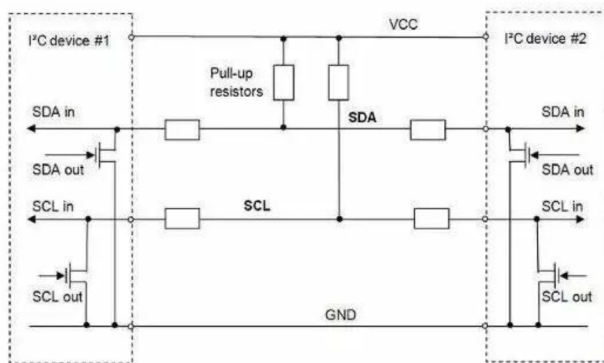 VCC
I²C device #1
I²C device #2
Pull-up
resistors
SDA in
SDA
SDA in
SDA out
SDA out
SCL in
SCL
SCL in
SCL out
SCL out
GND